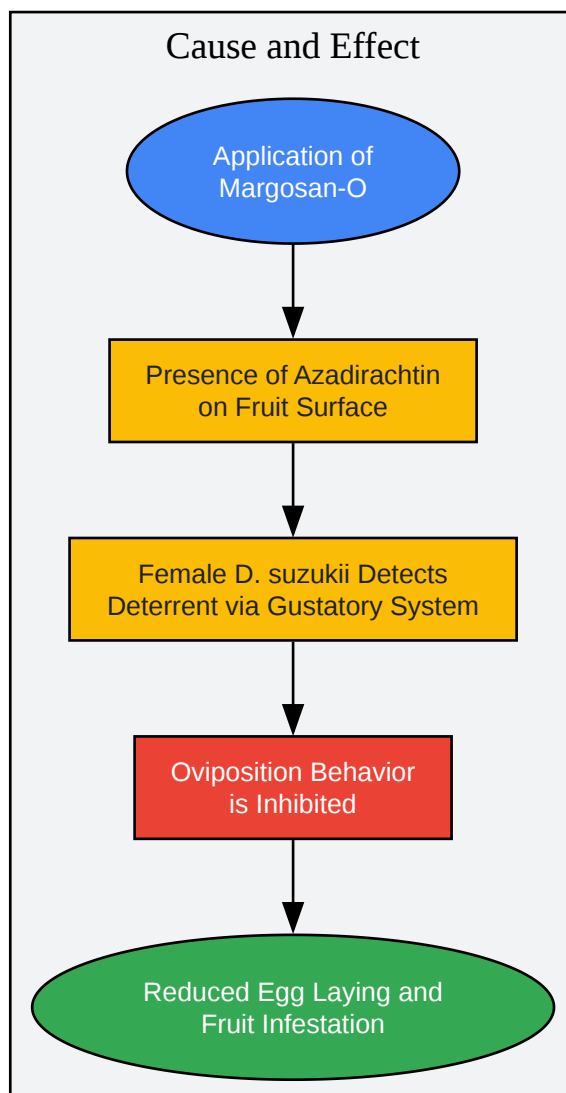 Cause and Effect
Application of
Margosan-O
Presence of Azadirachtin
on Fruit Surface
Female D. suzukii Detects
Deterrent via Gustatory System
Oviposition Behavior
is Inhibited
Reduced Egg Laying and
Fruit Infestation